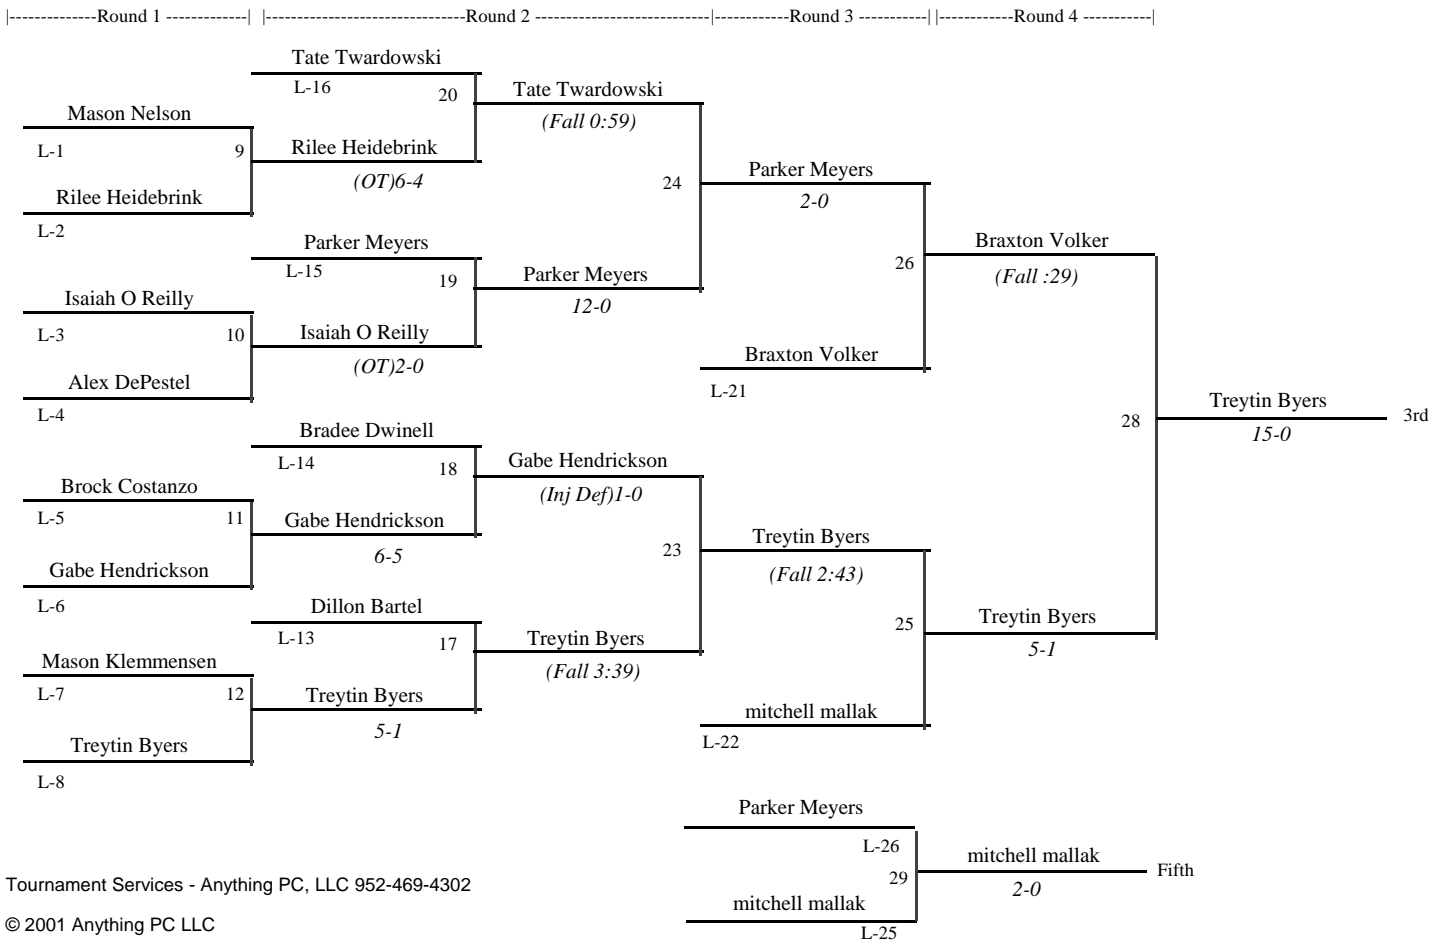 |-------------Round 1 -------------| |-----------------------------Round 2 -------------------------|-----------Round 3 ----------| |-----------Round 4 ----------|
Tate Twardowski
L-16
20
Tate Twardowski
(Fall 0:59)
Mason Nelson
L-1
9
Rilee Heidebrink
(OT)6-4
24
Parker Meyers
2-0
Rilee Heidebrink
L-2
Parker Meyers
L-15
19
Parker Meyers
12-0
26
Braxton Volker
(Fall :29)
Isaiah O Reilly
L-3
10
Isaiah O Reilly
(OT)2-0
Braxton Volker
L-21
Alex DePestel
L-4
28
Treytin Byers
15-0
3rd
Bradee Dwinell
L-14
18
Gabe Hendrickson
(Inj Def)1-0
Brock Costanzo
L-5
11
Gabe Hendrickson
6-5
23
Treytin Byers
(Fall 2:43)
Gabe Hendrickson
L-6
Dillon Bartel
L-13
17
Treytin Byers
(Fall 3:39)
25
Treytin Byers
5-1
Mason Klemmensen
L-7
12
Treytin Byers
5-1
mitchell mallak
L-22
Treytin Byers
L-8
Parker Meyers
L-26
29
mitchell mallak
2-0
Fifth
mitchell mallak
L-25
Tournament Services - Anything PC, LLC 952-469-4302
© 2001 Anything PC LLC